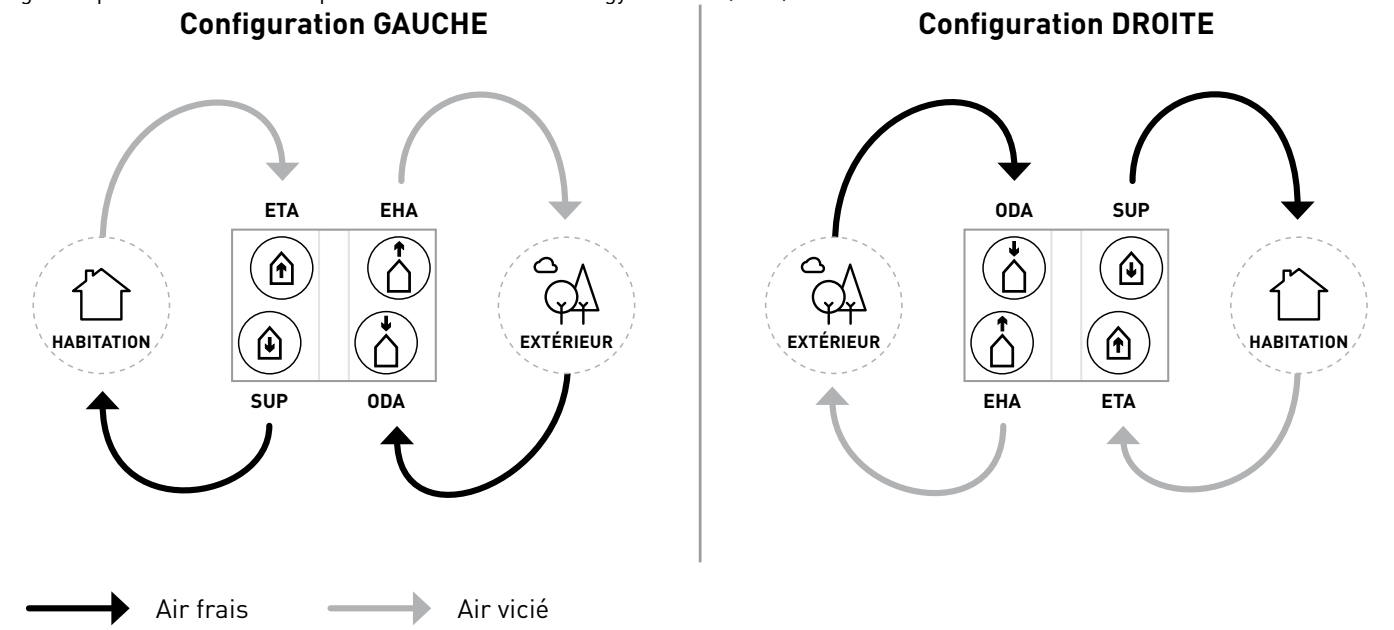 Configuration GAUCHE
ETA EHA
HABITATION
EXTÉRIEUR
SUP ODA
Configuration DROITE
ODA SUP
EXTÉRIEUR
HABITATION
EHA ETA
Air frais
Air vicié